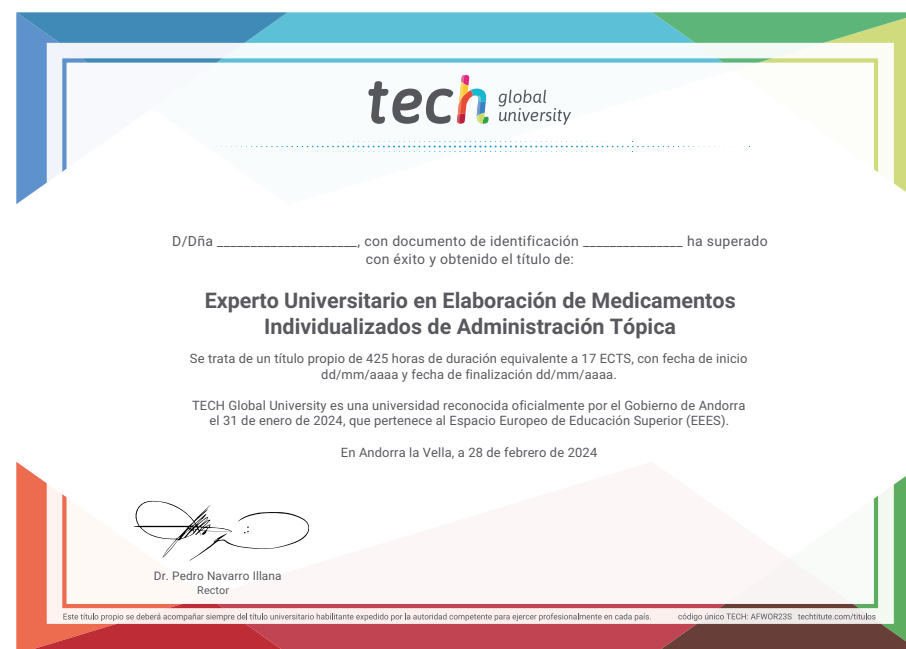 tech global university
D/Dña _____________________, con documento de identificación _______________ ha superado
con éxito y obtenido el título de:
Experto Universitario en Elaboración de Medicamentos
Individualizados de Administración Tópica
Se trata de un título propio de 425 horas de duración equivalente a 17 ECTS, con fecha de inicio
dd/mm/aaaa y fecha de finalización dd/mm/aaaa.
TECH Global University es una universidad reconocida oficialmente por el Gobierno de Andorra
el 31 de enero de 2024, que pertenece al Espacio Europeo de Educación Superior (EEES).
En Andorra la Vella, a 28 de febrero de 2024
Dr. Pedro Navarro Illana
Rector
Este título propio se deberá acompañar siempre del título universitario habilitante expedido por la autoridad competente para ejercer profesionalmente en cada país. código único TECH: AFWOR23S techtitute.com/titulos